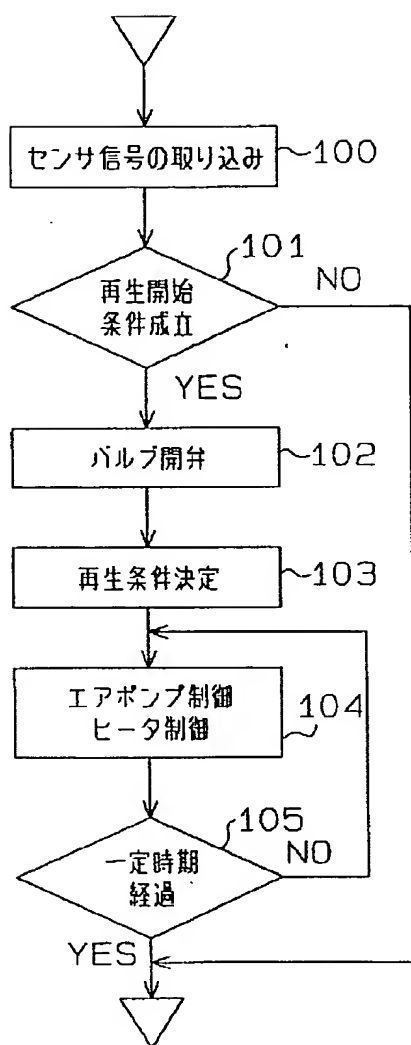 センサ信号の取り込み
100
101
再生開始
条件成立
NO
YES
バルブ開弁
102
再生条件決定
103
エアポンプ制御
ヒータ制御
104
105
一定時期
経過
NO
YES